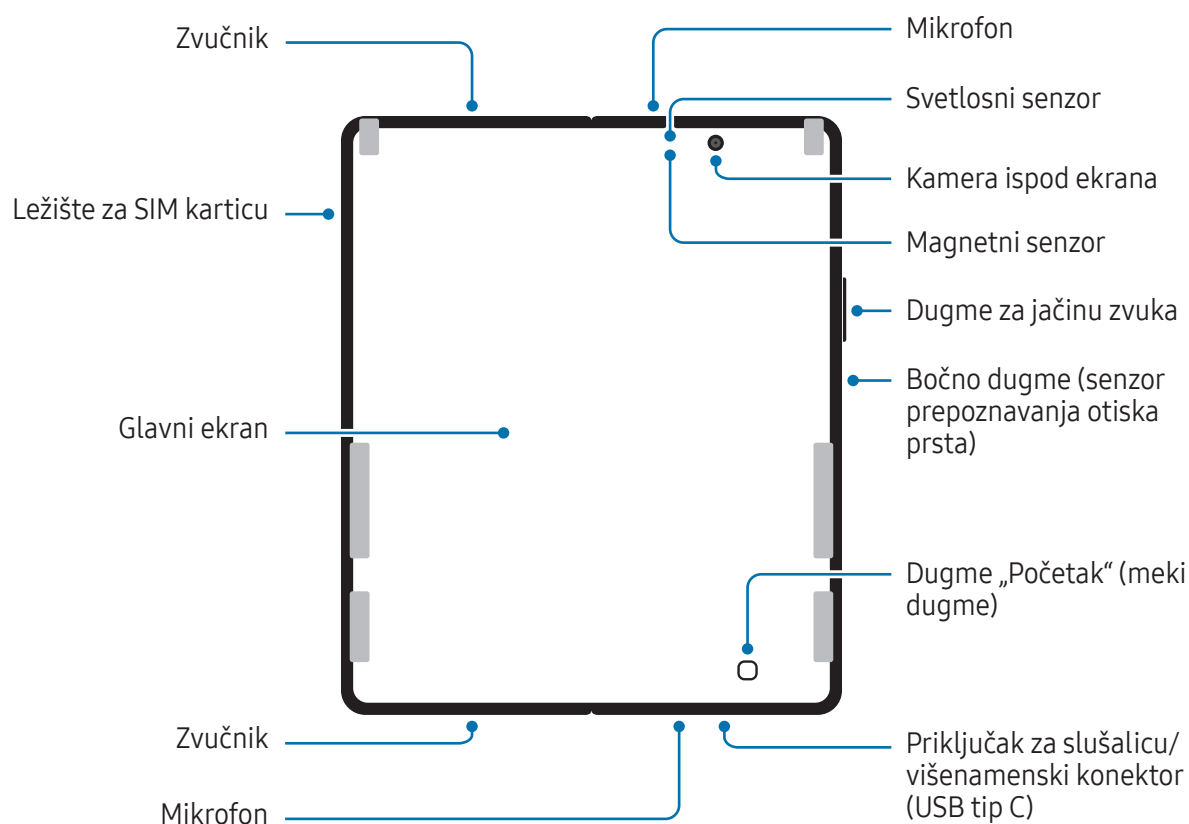 Zvučnik
Mikrofon
Svetlosni senzor
Kamera ispod ekrana
Ležište za SIM karticu
Magnetni senzor
Dugme za jačinu zvuka
Bočno dugme (senzor
prepoznavanja otiska
prsta)
Glavni ekran
Dugme „Početak“ (meki
dugme)
Zvučnik
Priključak za slušalicu/
višenamenski konektor
(USB tip C)
Mikrofon